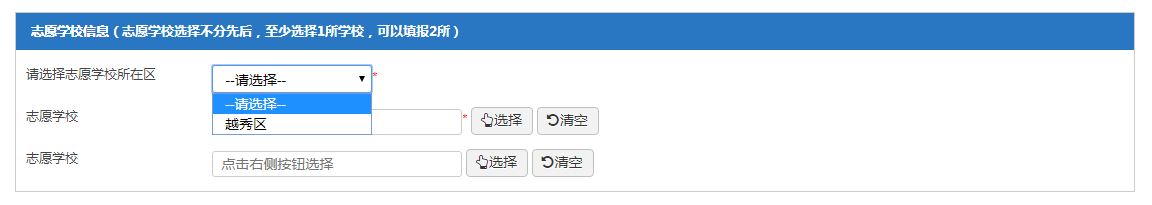 志愿学校信息（志愿学校选择不分先后，至少选择1所学校，可以填报2所）
请选择志愿学校所在区 --请选择-- *
--请选择--
越秀区
志愿学校 * 选择 清空
志愿学校 点击右侧按钮选择 选择 清空